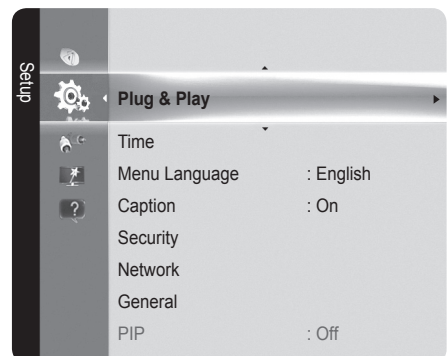 Setup
Plug & Play
Time
Menu Language : English
Caption : On
Security
Network
General
PIP : Off